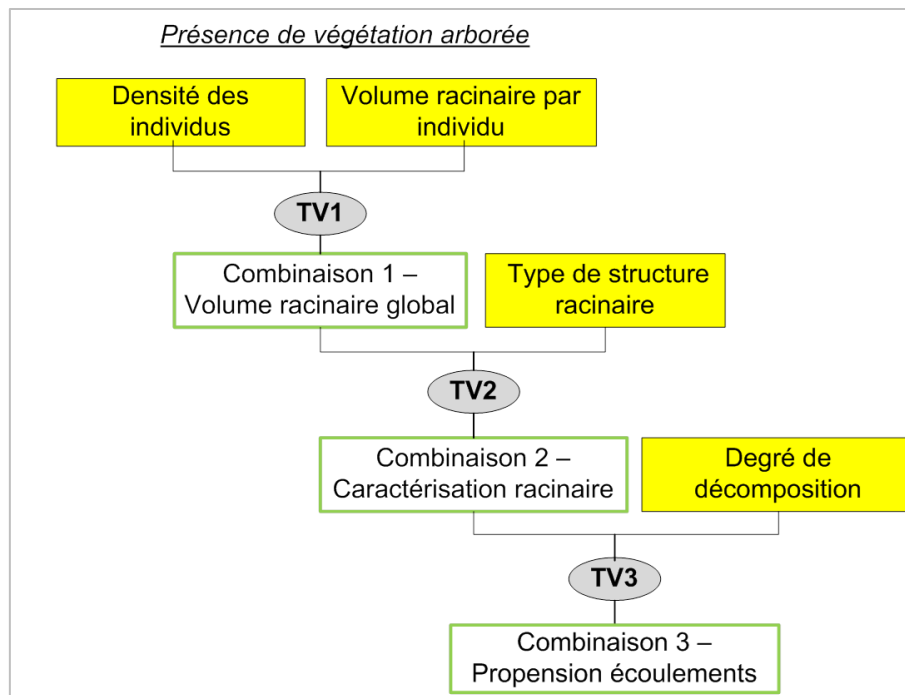 Présence de végétation arborée
Densité des
individus
Volume racinaire par
individu
TV1
Combinaison 1 –
Volume racinaire global
Type de structure
racinaire
TV2
Combinaison 2 –
Caractérisation racinaire
Degré de
décomposition
TV3
Combinaison 3 –
Propension écoulements